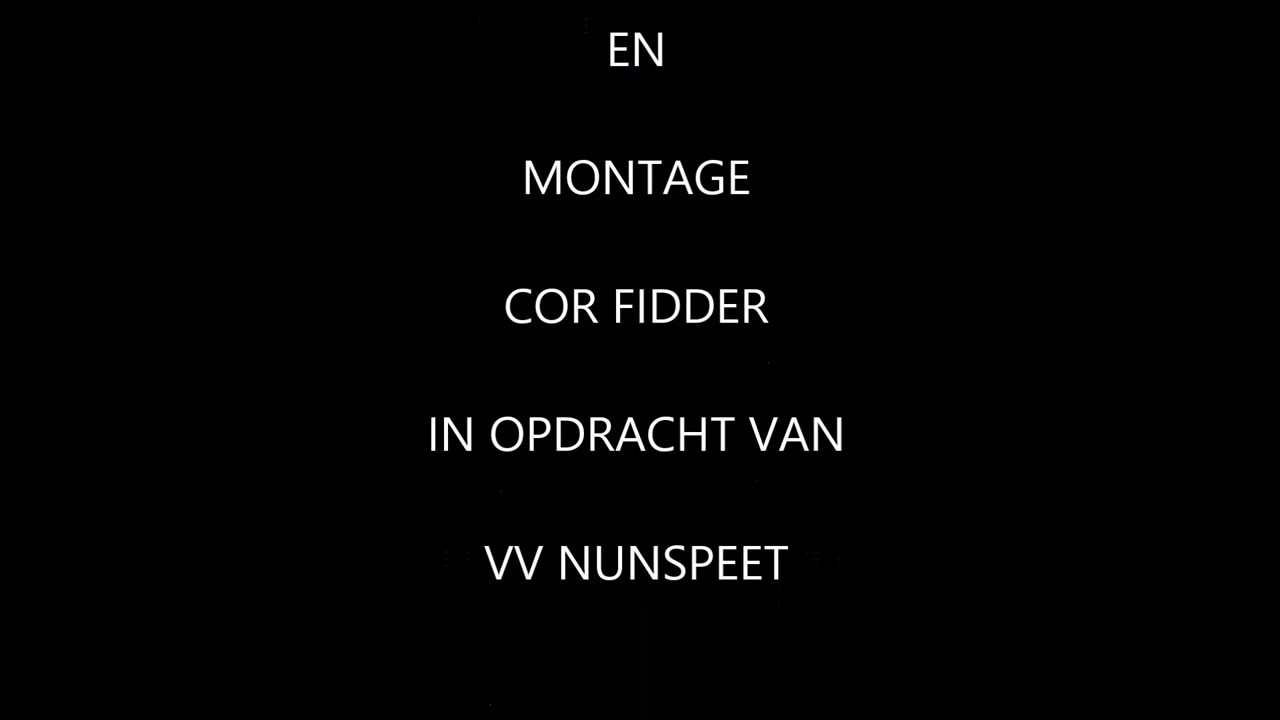 EN
MONTAGE
COR FIDDER
IN OPDRACHT VAN
VV NUNSPEET